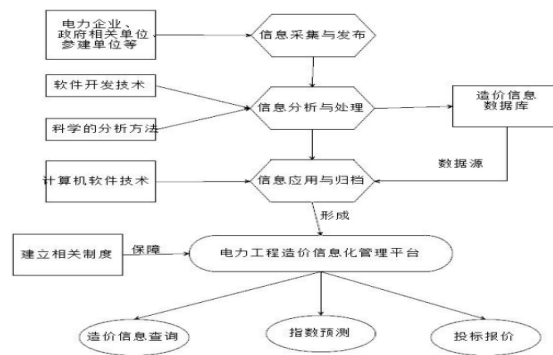 电力企业、
政府相关单位
参建单位等
信息采集与发布
软件开发技术
信息分析与处理
造价信息
数据库
科学的分析方法
数据源
计算机软件技术
信息应用与归档
形成
建立相关制度
保障
电力工程造价信息化管理平台
造价信息查询
指数预测
投标报价